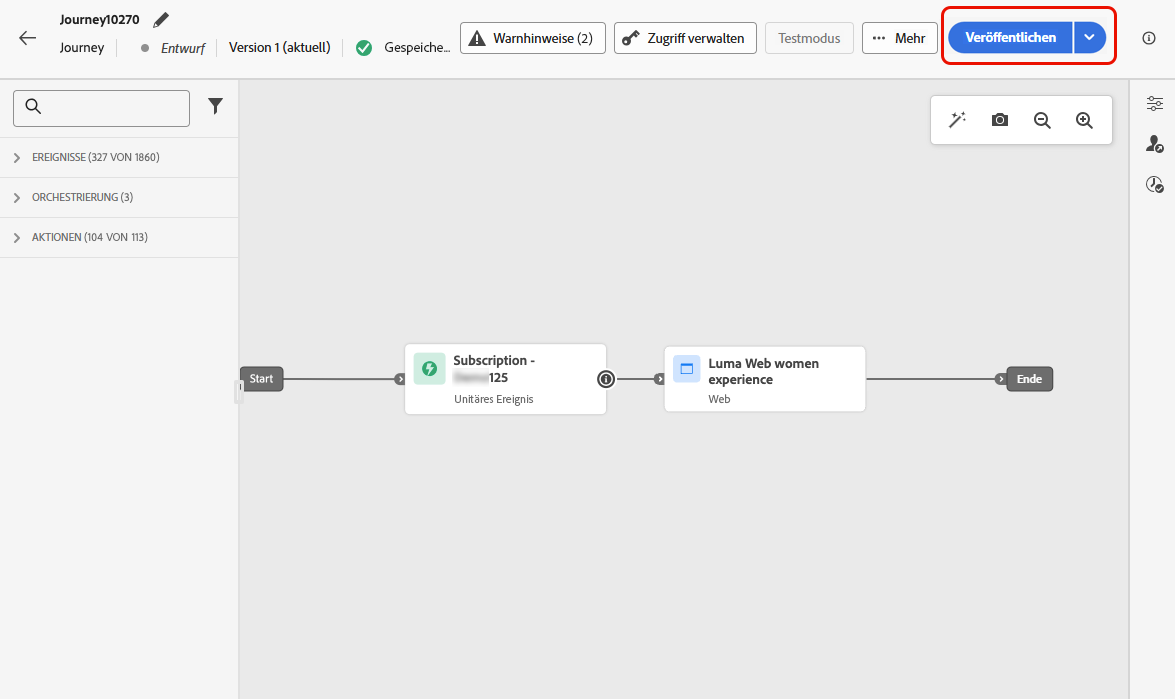 Journey10270
Journey
Entwurf
Version 1 (aktuell)
Gespeiche...
Warnhinweise (2)
Zugriff verwalten
Testmodus
Mehr
Veröffentlichen
EREIGNISSE (327 VON 1860)
ORCHESTRIERUNG (3)
AKTIONEN (104 VON 113)
Start
Subscription -
125
Unitäres Ereignis
Luma Web women
experience
Web
Ende